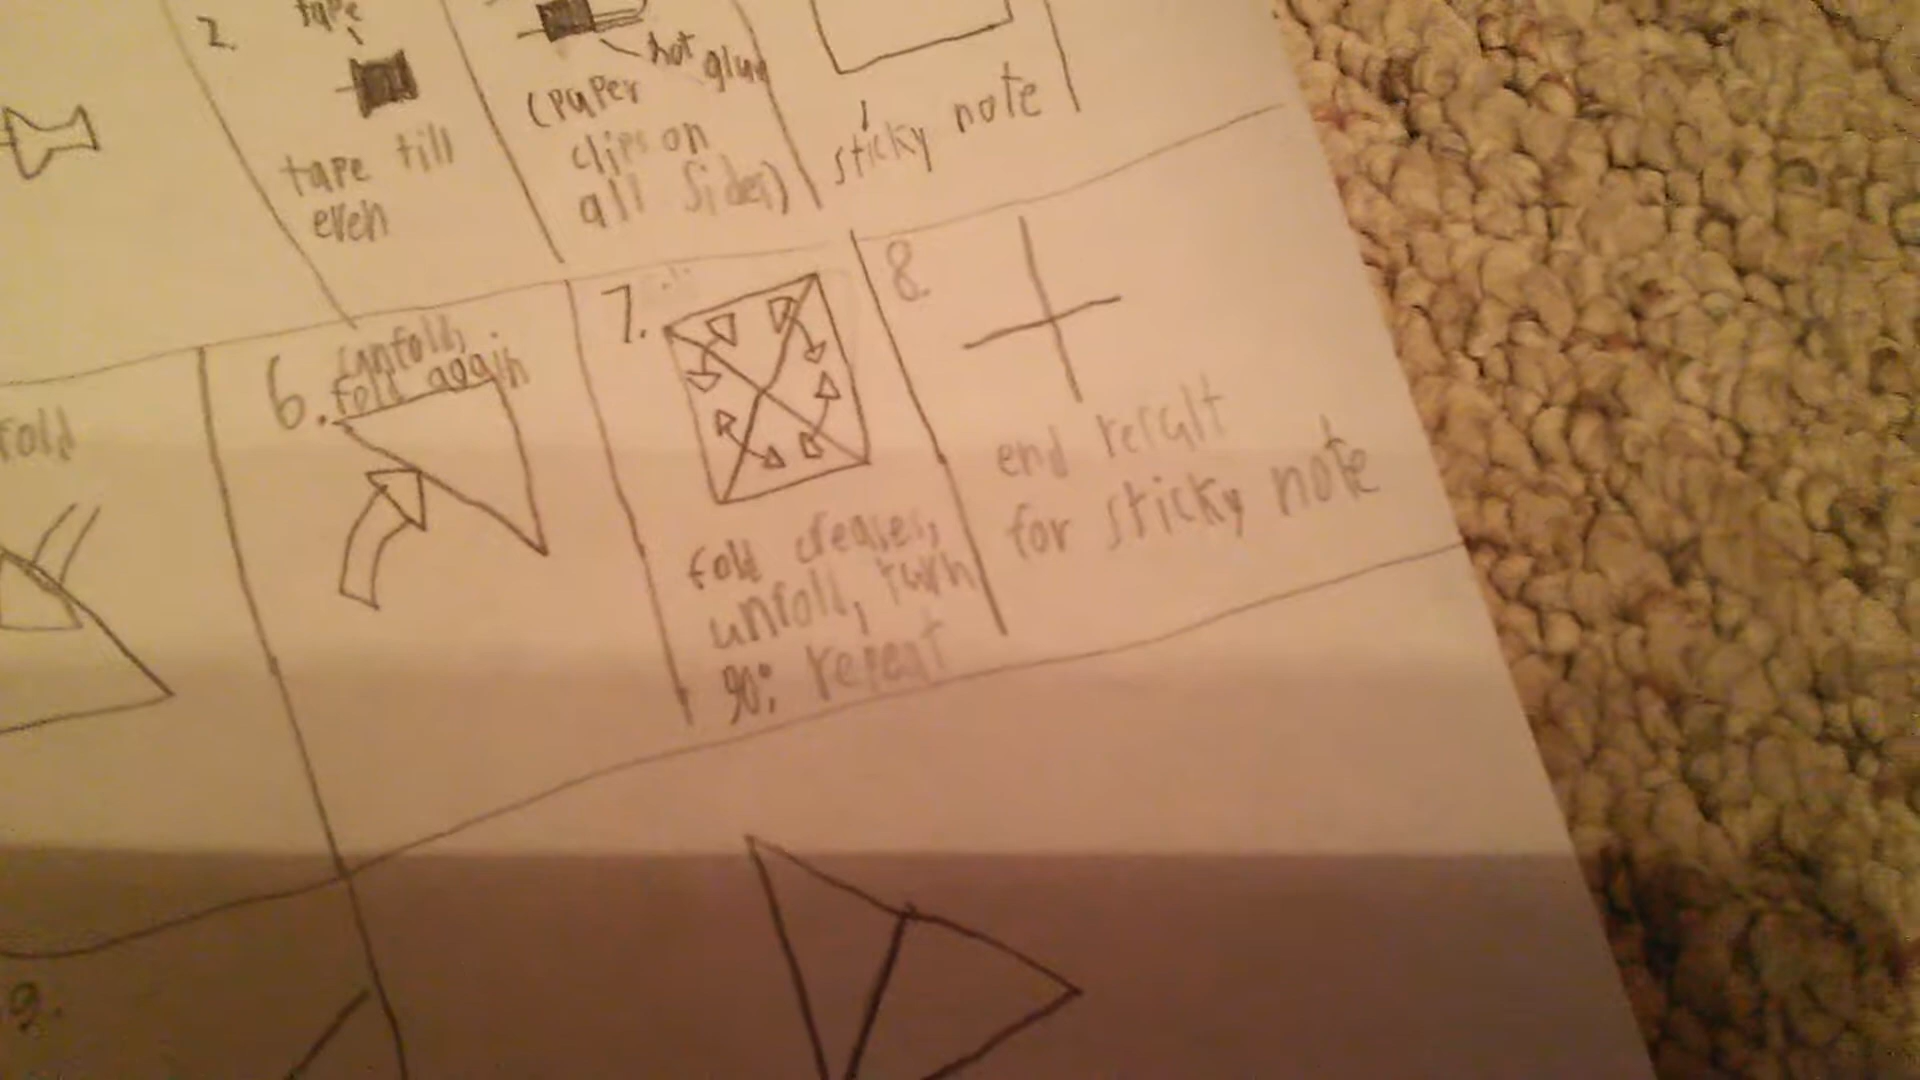 2.
tape
tape till
even
hot glue
(paper
clips on
all sides)
sticky note
fold
6.
(unfold,
fold again
7.
fold creases,
unfold, turn
90°, repeat
8.
end result
for sticky note
9.